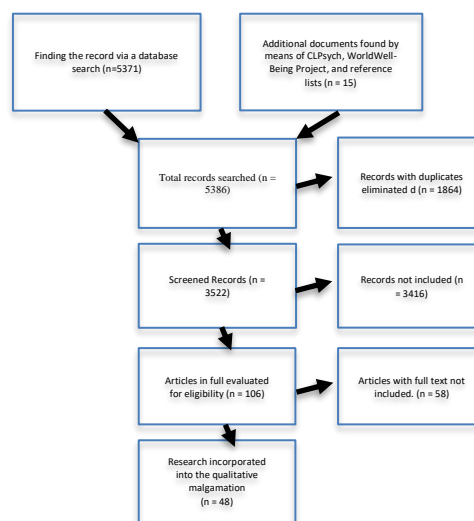 Finding the record via a database
search (n=5371)
Additional documents found by
means of CLPsych, WorldWell-
Being Project, and reference
lists (n = 15)
Total records searched (n =
5386)
Records with duplicates
eliminated d (n = 1864)
Screened Records (n =
3522)
Records not included (n
= 3416)
Articles in full evaluated
for eligibility (n = 106)
Articles with full text not
included. (n = 58)
Research incorporated
into the qualitative
malgamation
(n = 48)